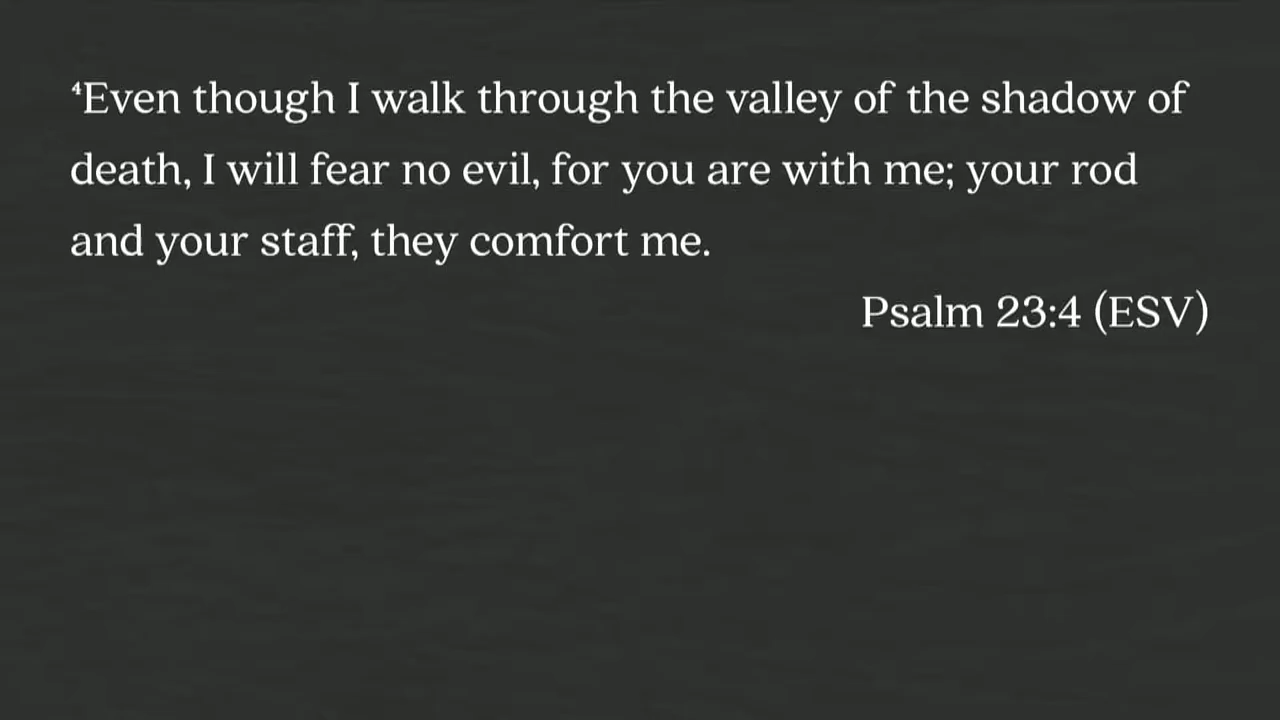 ⁴Even though I walk through the valley of the shadow of
death, I will fear no evil, for you are with me; your rod
and your staff, they comfort me.
Psalm 23:4 (ESV)